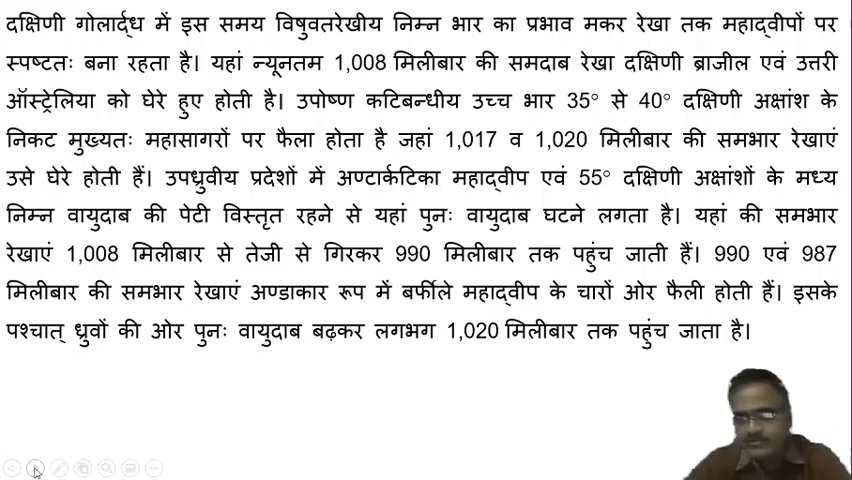 दक्षिणी गोलार्द्ध में इस समय विषुवतरेखीय निम्न भार का प्रभाव मकर रेखा तक महाद्वीपों पर
स्पष्टतः बना रहता है। यहां न्यूनतम 1,008 मिलीबार की समदाब रेखा दक्षिणी ब्राजील एवं उत्तरी
ऑस्ट्रेलिया को घेरे हुए होती है। उपोष्ण कटिबन्धीय उच्च भार 35° से 40° दक्षिणी अक्षांश के
निकट मुख्यतः महासागरों पर फैला होता है जहां 1,017 व 1,020 मिलीबार की समभार रेखाएं
उसे घेरे होती हैं। उपध्रुवीय प्रदेशों में अण्टार्कटिका महाद्वीप एवं 55° दक्षिणी अक्षांशों के मध्य
निम्न वायुदाब की पेटी विस्तृत रहने से यहां पुनः वायुदाब घटने लगता है। यहां की समभार
रेखाएं 1,008 मिलीबार से तेजी से गिरकर 990 मिलीबार तक पहुंच जाती हैं। 990 एवं 987
मिलीबार की समभार रेखाएं अण्डाकार रूप में बर्फीले महाद्वीप के चारों ओर फैली होती हैं। इसके
पश्चात् ध्रुवों की ओर पुनः वायुदाब बढ़कर लगभग 1,020 मिलीबार तक पहुंच जाता है।